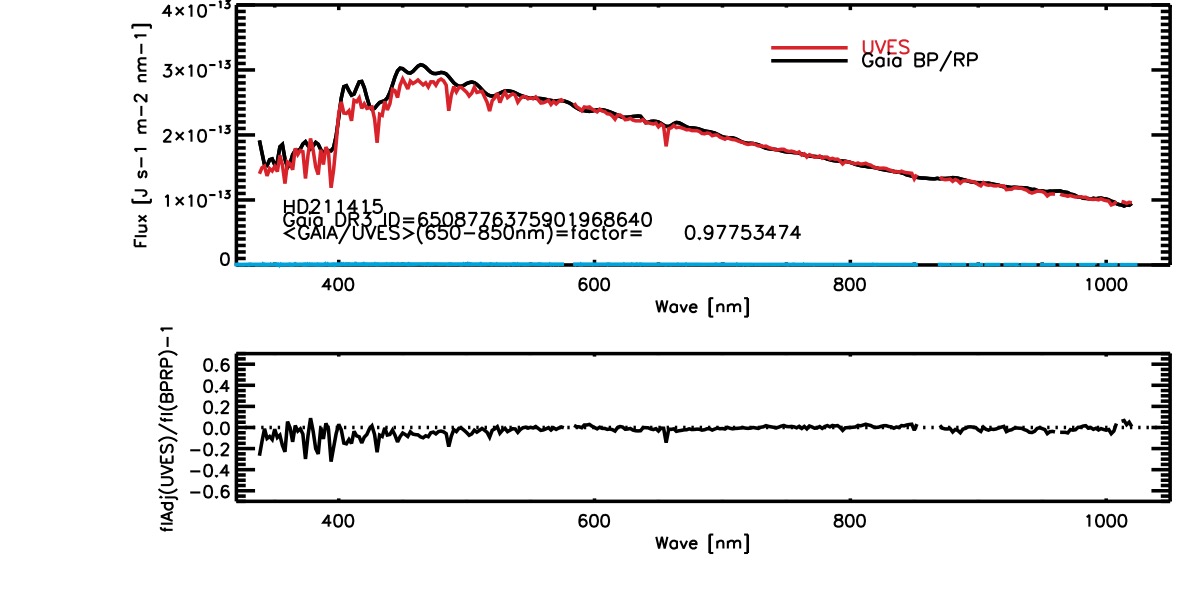 4×10−13
3×10−13
2×10−13
1×10−13
0
Flux [J s−1 m−2 nm−1]
UVES
Gaia BP/RP
HD211415
Gaia DR3 ID=6508776375901968640
<GAIA/UVES>(650−850nm)=factor= 0.97753474
400 600 800 1000
Wave [nm]
flAdj(UVES)/fl(BPRP)−1
0.6
0.4
0.2
0.0
−0.2
−0.4
−0.6
400 600 800 1000
Wave [nm]